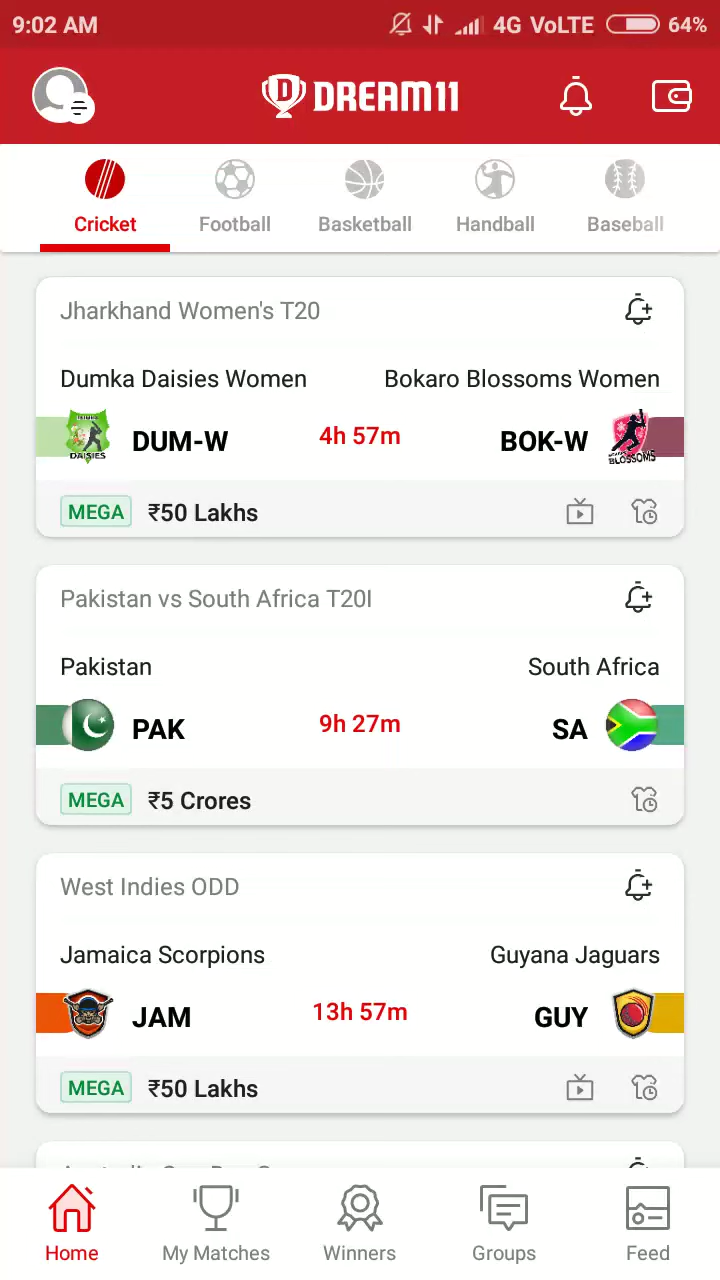 9:02 AM 4G VoLTE 64%
DREAM11
Cricket Football Basketball Handball Baseball
Jharkhand Women's T20
Dumka Daisies Women Bokaro Blossoms Women
DUM-W 4h 57m BOK-W
DAISIES BLOSSOMS
MEGA ₹50 Lakhs
Pakistan vs South Africa T20I
Pakistan South Africa
PAK 9h 27m SA
MEGA ₹5 Crores
West Indies ODD
Jamaica Scorpions Guyana Jaguars
JAM 13h 57m GUY
MEGA ₹50 Lakhs
Home My Matches Winners Groups Feed